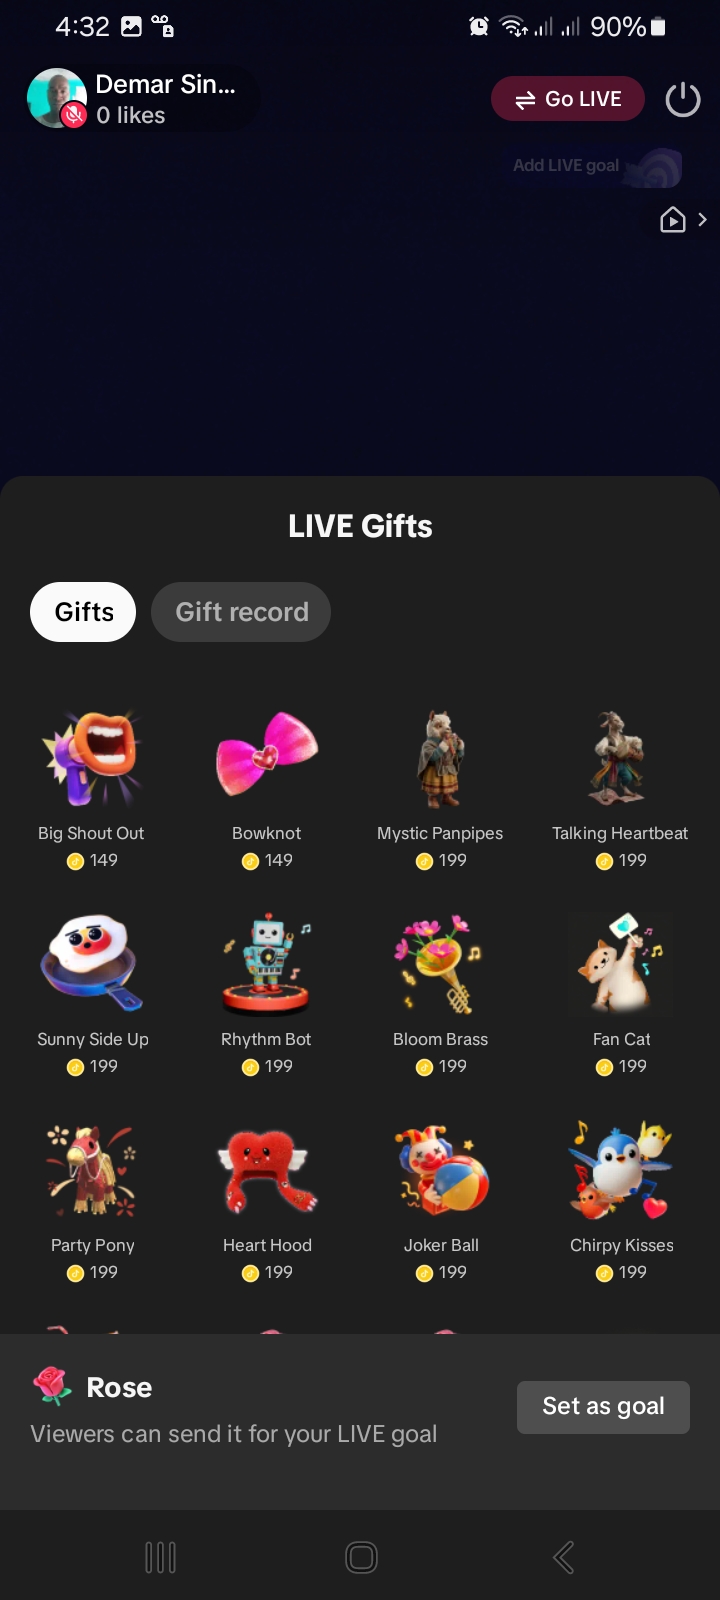 4:32
90%
Demar Sin...
0 likes
Go LIVE
Add LIVE goal
LIVE Gifts
Gifts
Gift record
Big Shout Out
149
Bowknot
149
Mystic Panpipes
199
Talking Heartbeat
199
Sunny Side Up
199
Rhythm Bot
199
Bloom Brass
199
Fan Cat
199
Party Pony
199
Heart Hood
199
Joker Ball
199
Chirpy Kisses
199
Rose
Viewers can send it for your LIVE goal
Set as goal